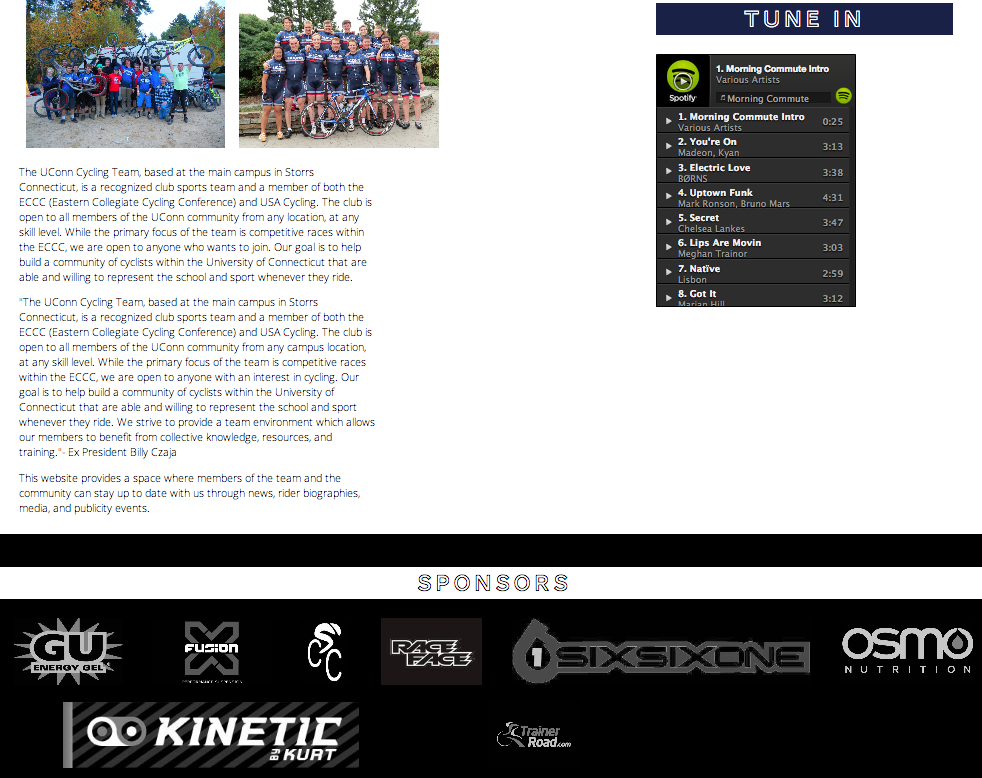 TUNE IN
Spotify
1. Morning Commute Intro
Various Artists
Morning Commute
1. Morning Commute Intro 0:25
Various Artists
2. You're On 3:13
Madeon, Kyan
3. Electric Love 3:38
BØRNS
4. Uptown Funk 4:31
Mark Ronson, Bruno Mars
5. Secret 3:47
Chelsea Lankes
6. Lips Are Movin 3:03
Meghan Trainor
7. Natïve 2:59
Lisbon
8. Got It 3:12
Marian Hill
The UConn Cycling Team, based at the main campus in Storrs
Connecticut, is a recognized club sports team and a member of both the
ECCC (Eastern Collegiate Cycling Conference) and USA Cycling. The club is
open to all members of the UConn community from any location, at any
skill level. While the primary focus of the team is competitive races within
the ECCC, we are open to anyone who wants to join. Our goal is to help
build a community of cyclists within the University of Connecticut that are
able and willing to represent the school and sport whenever they ride.
"The UConn Cycling Team, based at the main campus in Storrs
Connecticut, is a recognized club sports team and a member of both the
ECCC (Eastern Collegiate Cycling Conference) and USA Cycling. The club is
open to all members of the UConn community from any campus location,
at any skill level. While the primary focus of the team is competitive races
within the ECCC, we are open to anyone with an interest in cycling. Our
goal is to help build a community of cyclists within the University of
Connecticut that are able and willing to represent the school and sport
whenever they ride. We strive to provide a team environment which allows
our members to benefit from collective knowledge, resources, and
training."- Ex President Billy Czaja
This website provides a space where members of the team and the
community can stay up to date with us through news, rider biographies,
media, and publicity events.
SPONSORS
GU
ENERGY GEL
FUSION
PERFORMANCE SUSPENSION
RACE
FACE
1 SIXSIXONE
OSMO
NUTRITION
KINETIC
BY KURT
Trainer
Road.com